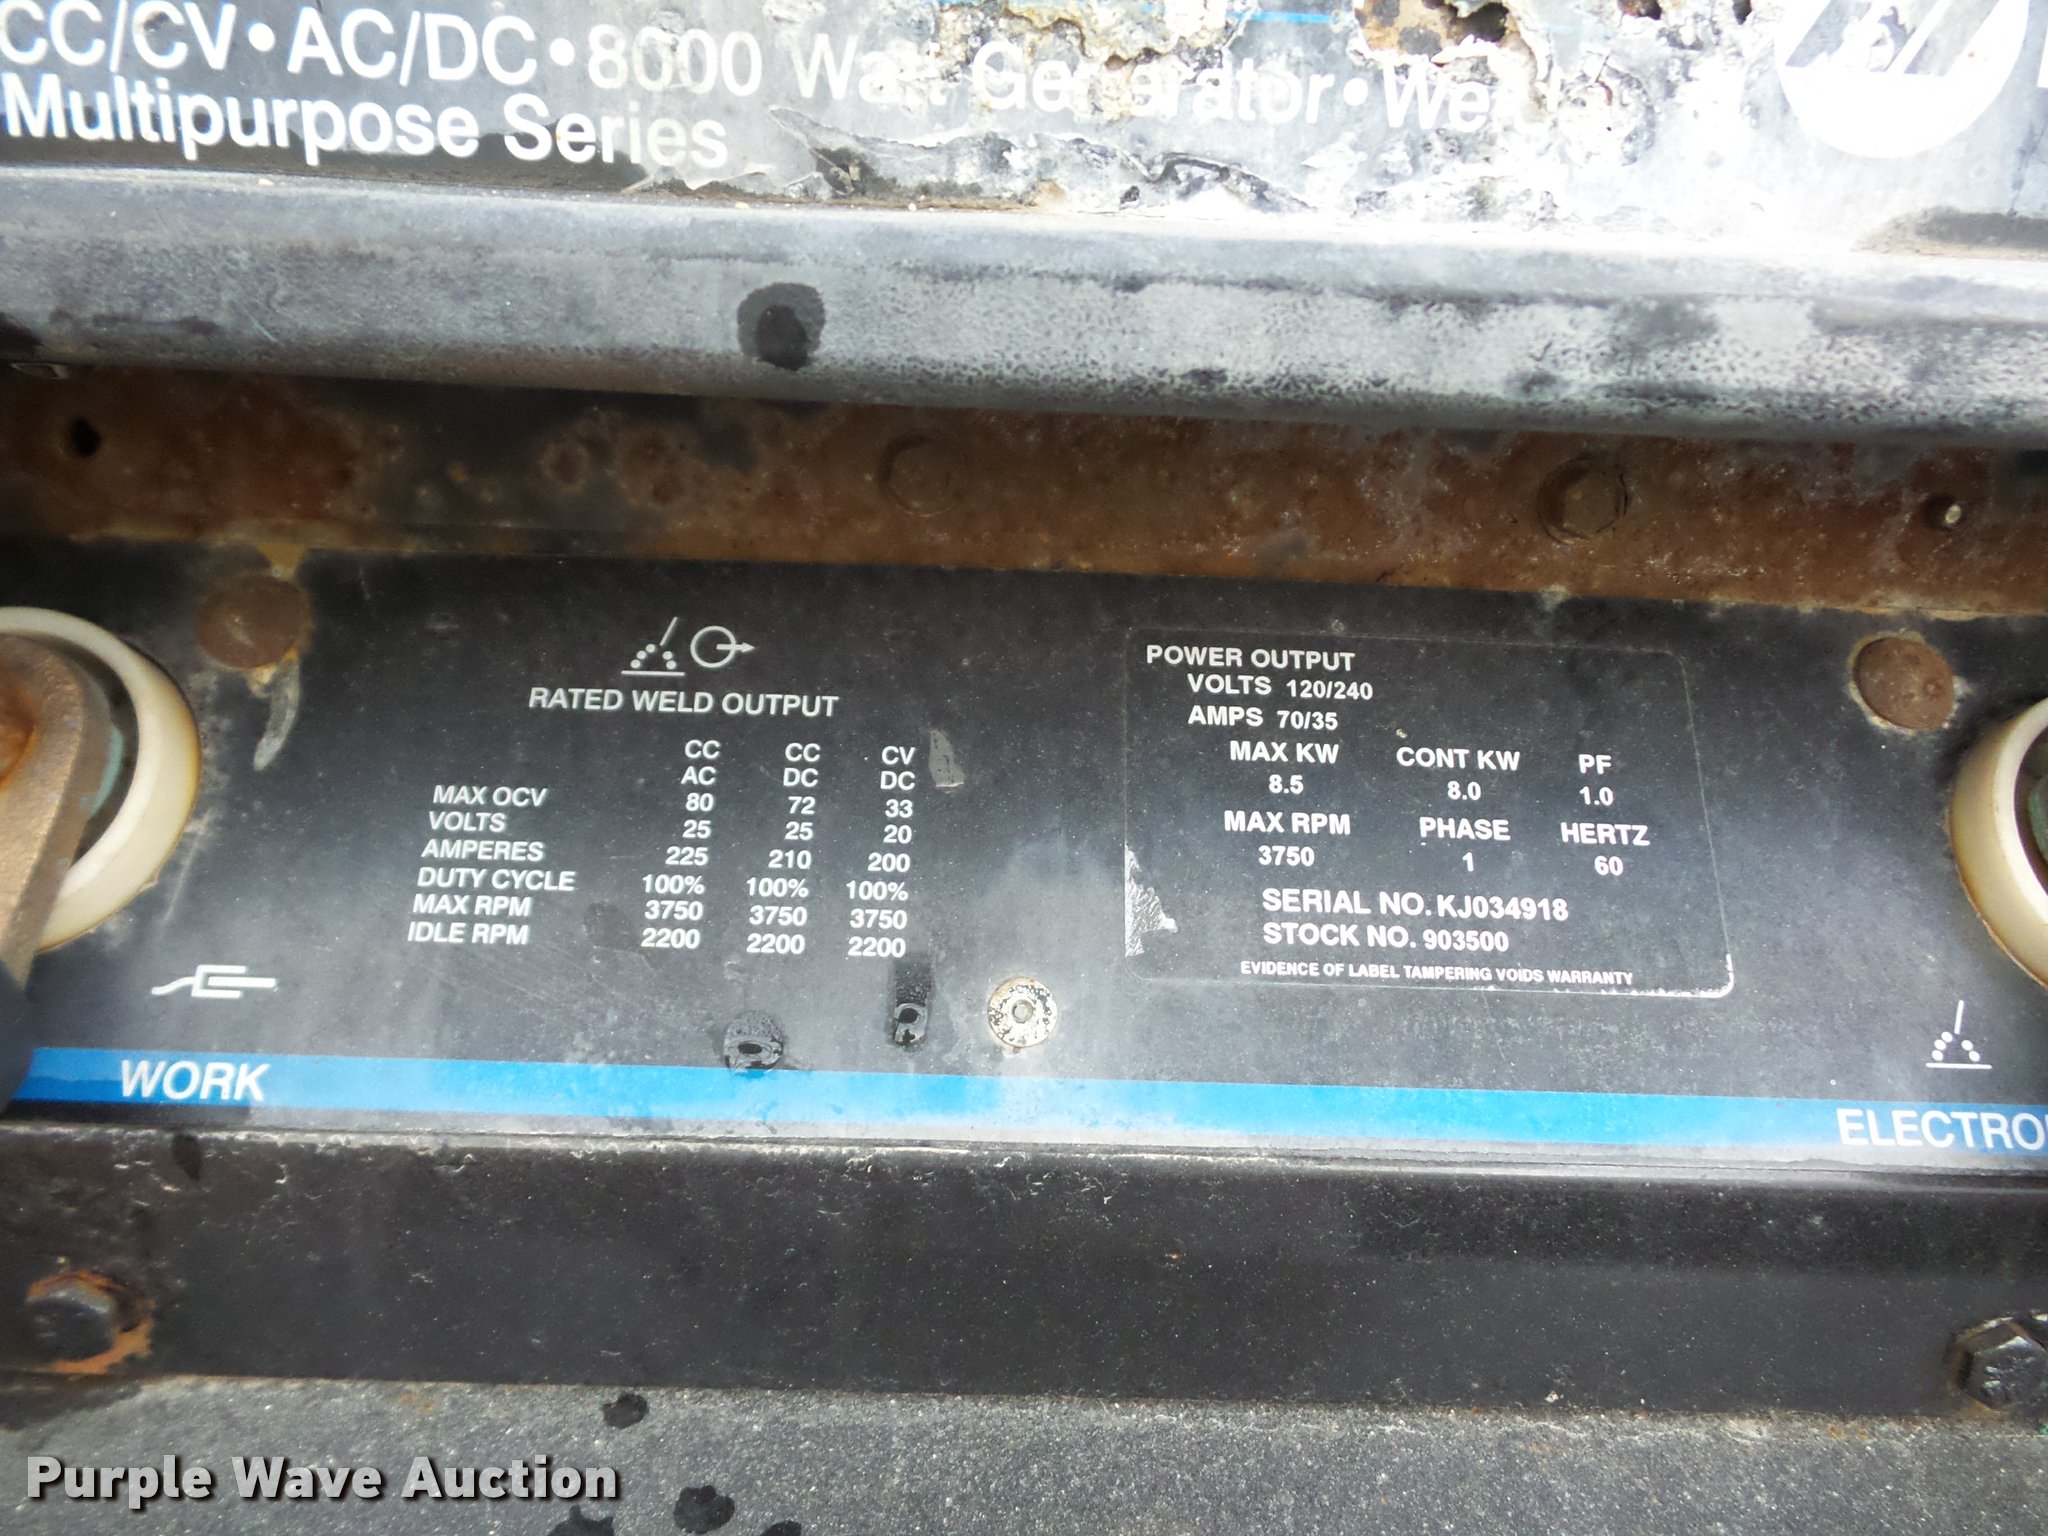 CC/CV • AC/DC • 8000 Watt Generator •
Multipurpose Series
RATED WELD OUTPUT
CC CC CV
AC DC DC
MAX OCV 80 72 33
VOLTS 25 25 20
AMPERES 225 210 200
DUTY CYCLE 100% 100% 100%
MAX RPM 3750 3750 3750
IDLE RPM 2200 2200 2200
POWER OUTPUT
VOLTS 120/240
AMPS 70/35
MAX KW CONT KW PF
8.5 8.0 1.0
MAX RPM PHASE HERTZ
3750 1 60
SERIAL NO. KJ034918
STOCK NO. 903500
EVIDENCE OF LABEL TAMPERING VOIDS WARRANTY
WORK
ELECTRO
Purple Wave Auction